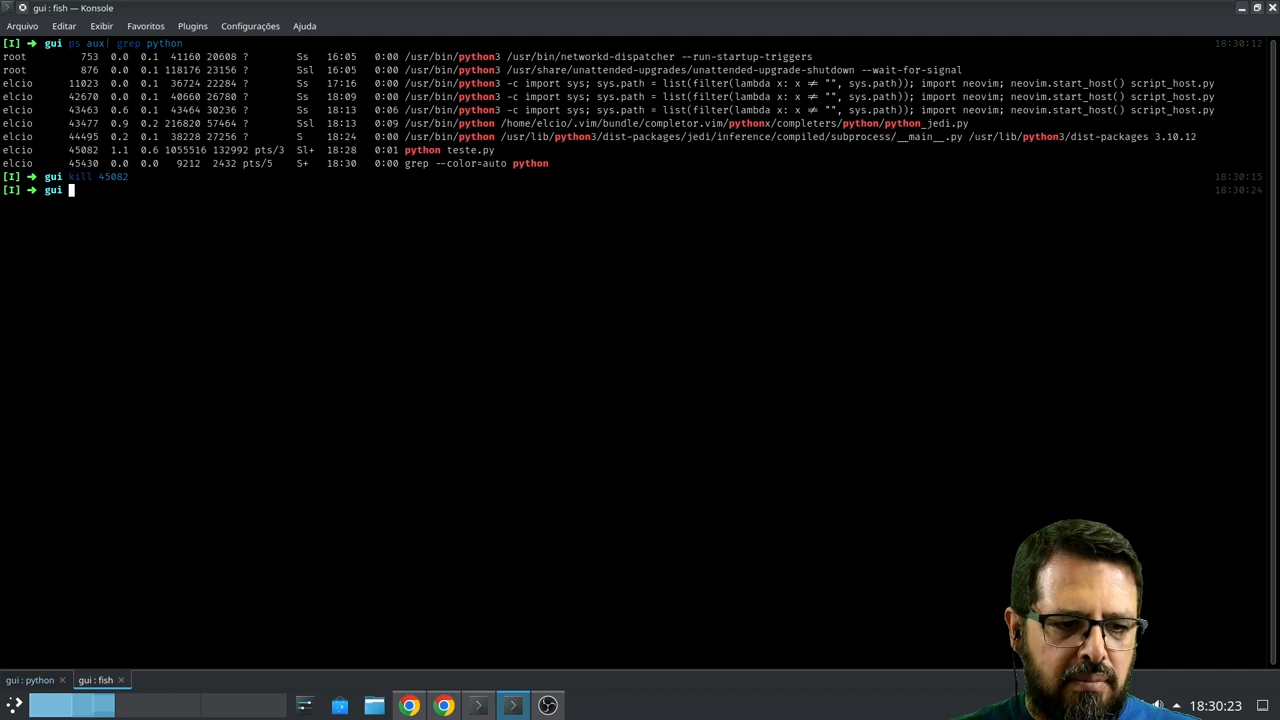 gui : fish — Konsole
Arquivo Editar Exibir Favoritos Plugins Configurações Ajuda
[I] ➜ gui ps aux| grep python 18:30:12
root 753 0.0 0.1 41160 20608 ? Ss 16:05 0:00 /usr/bin/python3 /usr/bin/networkd-dispatcher --run-startup-triggers
root 876 0.0 0.1 118176 23156 ? Ssl 16:05 0:00 /usr/bin/python3 /usr/share/unattended-upgrades/unattended-upgrade-shutdown --wait-for-signal
elcio 11023 0.0 0.1 36724 22284 ? Ss 17:16 0:00 /usr/bin/python3 -c import sys; sys.path = list(filter(lambda x: x != "", sys.path)); import neovim; neovim.start_host() script_host.py
elcio 42670 0.0 0.1 40660 26780 ? Ss 18:09 0:00 /usr/bin/python3 -c import sys; sys.path = list(filter(lambda x: x != "", sys.path)); import neovim; neovim.start_host() script_host.py
elcio 43463 0.6 0.1 43464 30236 ? Ss 18:13 0:06 /usr/bin/python3 -c import sys; sys.path = list(filter(lambda x: x != "", sys.path)); import neovim; neovim.start_host() script_host.py
elcio 43477 0.9 0.2 216820 57464 ? Ssl 18:13 0:09 /usr/bin/python /home/elcio/.vim/bundle/completor.vim/pythonx/completers/python/python_jedi.py
elcio 44495 0.2 0.1 38228 27256 ? S 18:24 0:00 /usr/bin/python /usr/lib/python3/dist-packages/jedi/inference/compiled/subprocess/__main__.py /usr/lib/python3/dist-packages 3.10.12
elcio 45082 1.1 0.6 1055516 132992 pts/3 Sl+ 18:28 0:01 python teste.py
elcio 45430 0.0 0.0 9212 2432 pts/5 S+ 18:30 0:00 grep --color=auto python
[I] ➜ gui kill 45082 18:30:15
[I] ➜ gui 18:30:24
gui : python gui : fish
18:30:23